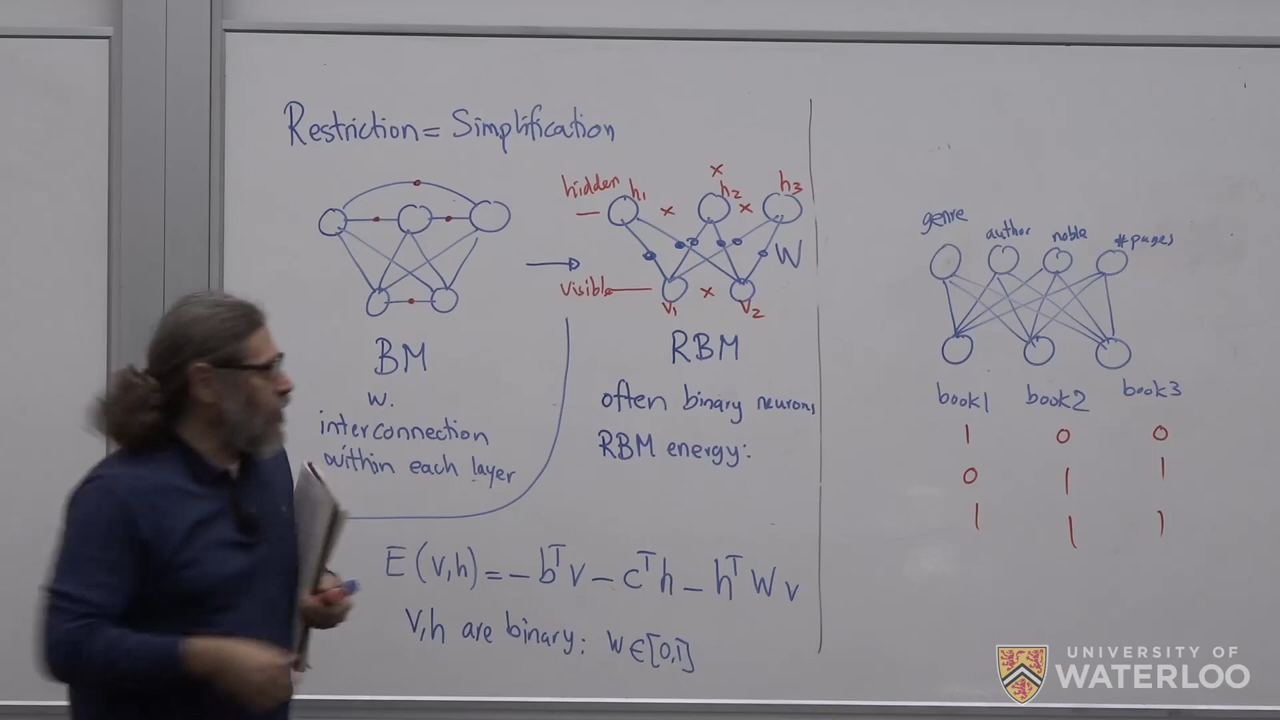 Restriction = Simplification
hidden h1 × × h2 × h3
W
visible v1 × v2
BM
w.
interconnection
within each layer
RBM
often binary neurons
RBM energy:
E(v,h) = - bᵀv - cᵀh - hᵀ W v
v,h are binary: W ∈ [0,1]
genre author noble #pages
book1 book2 book3
1 0 0
0 1 1
1 1 1
UNIVERSITY OF
WATERLOO